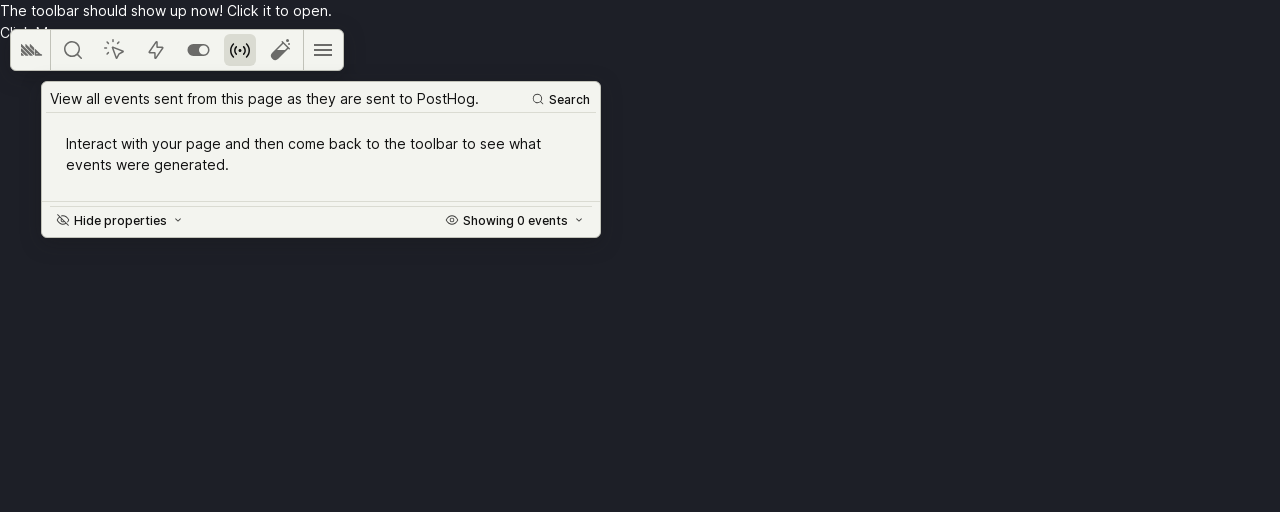 The toolbar should show up now! Click it to open.
View all events sent from this page as they are sent to PostHog.
Search
Interact with your page and then come back to the toolbar to see what
events were generated.
Hide properties
Showing 0 events